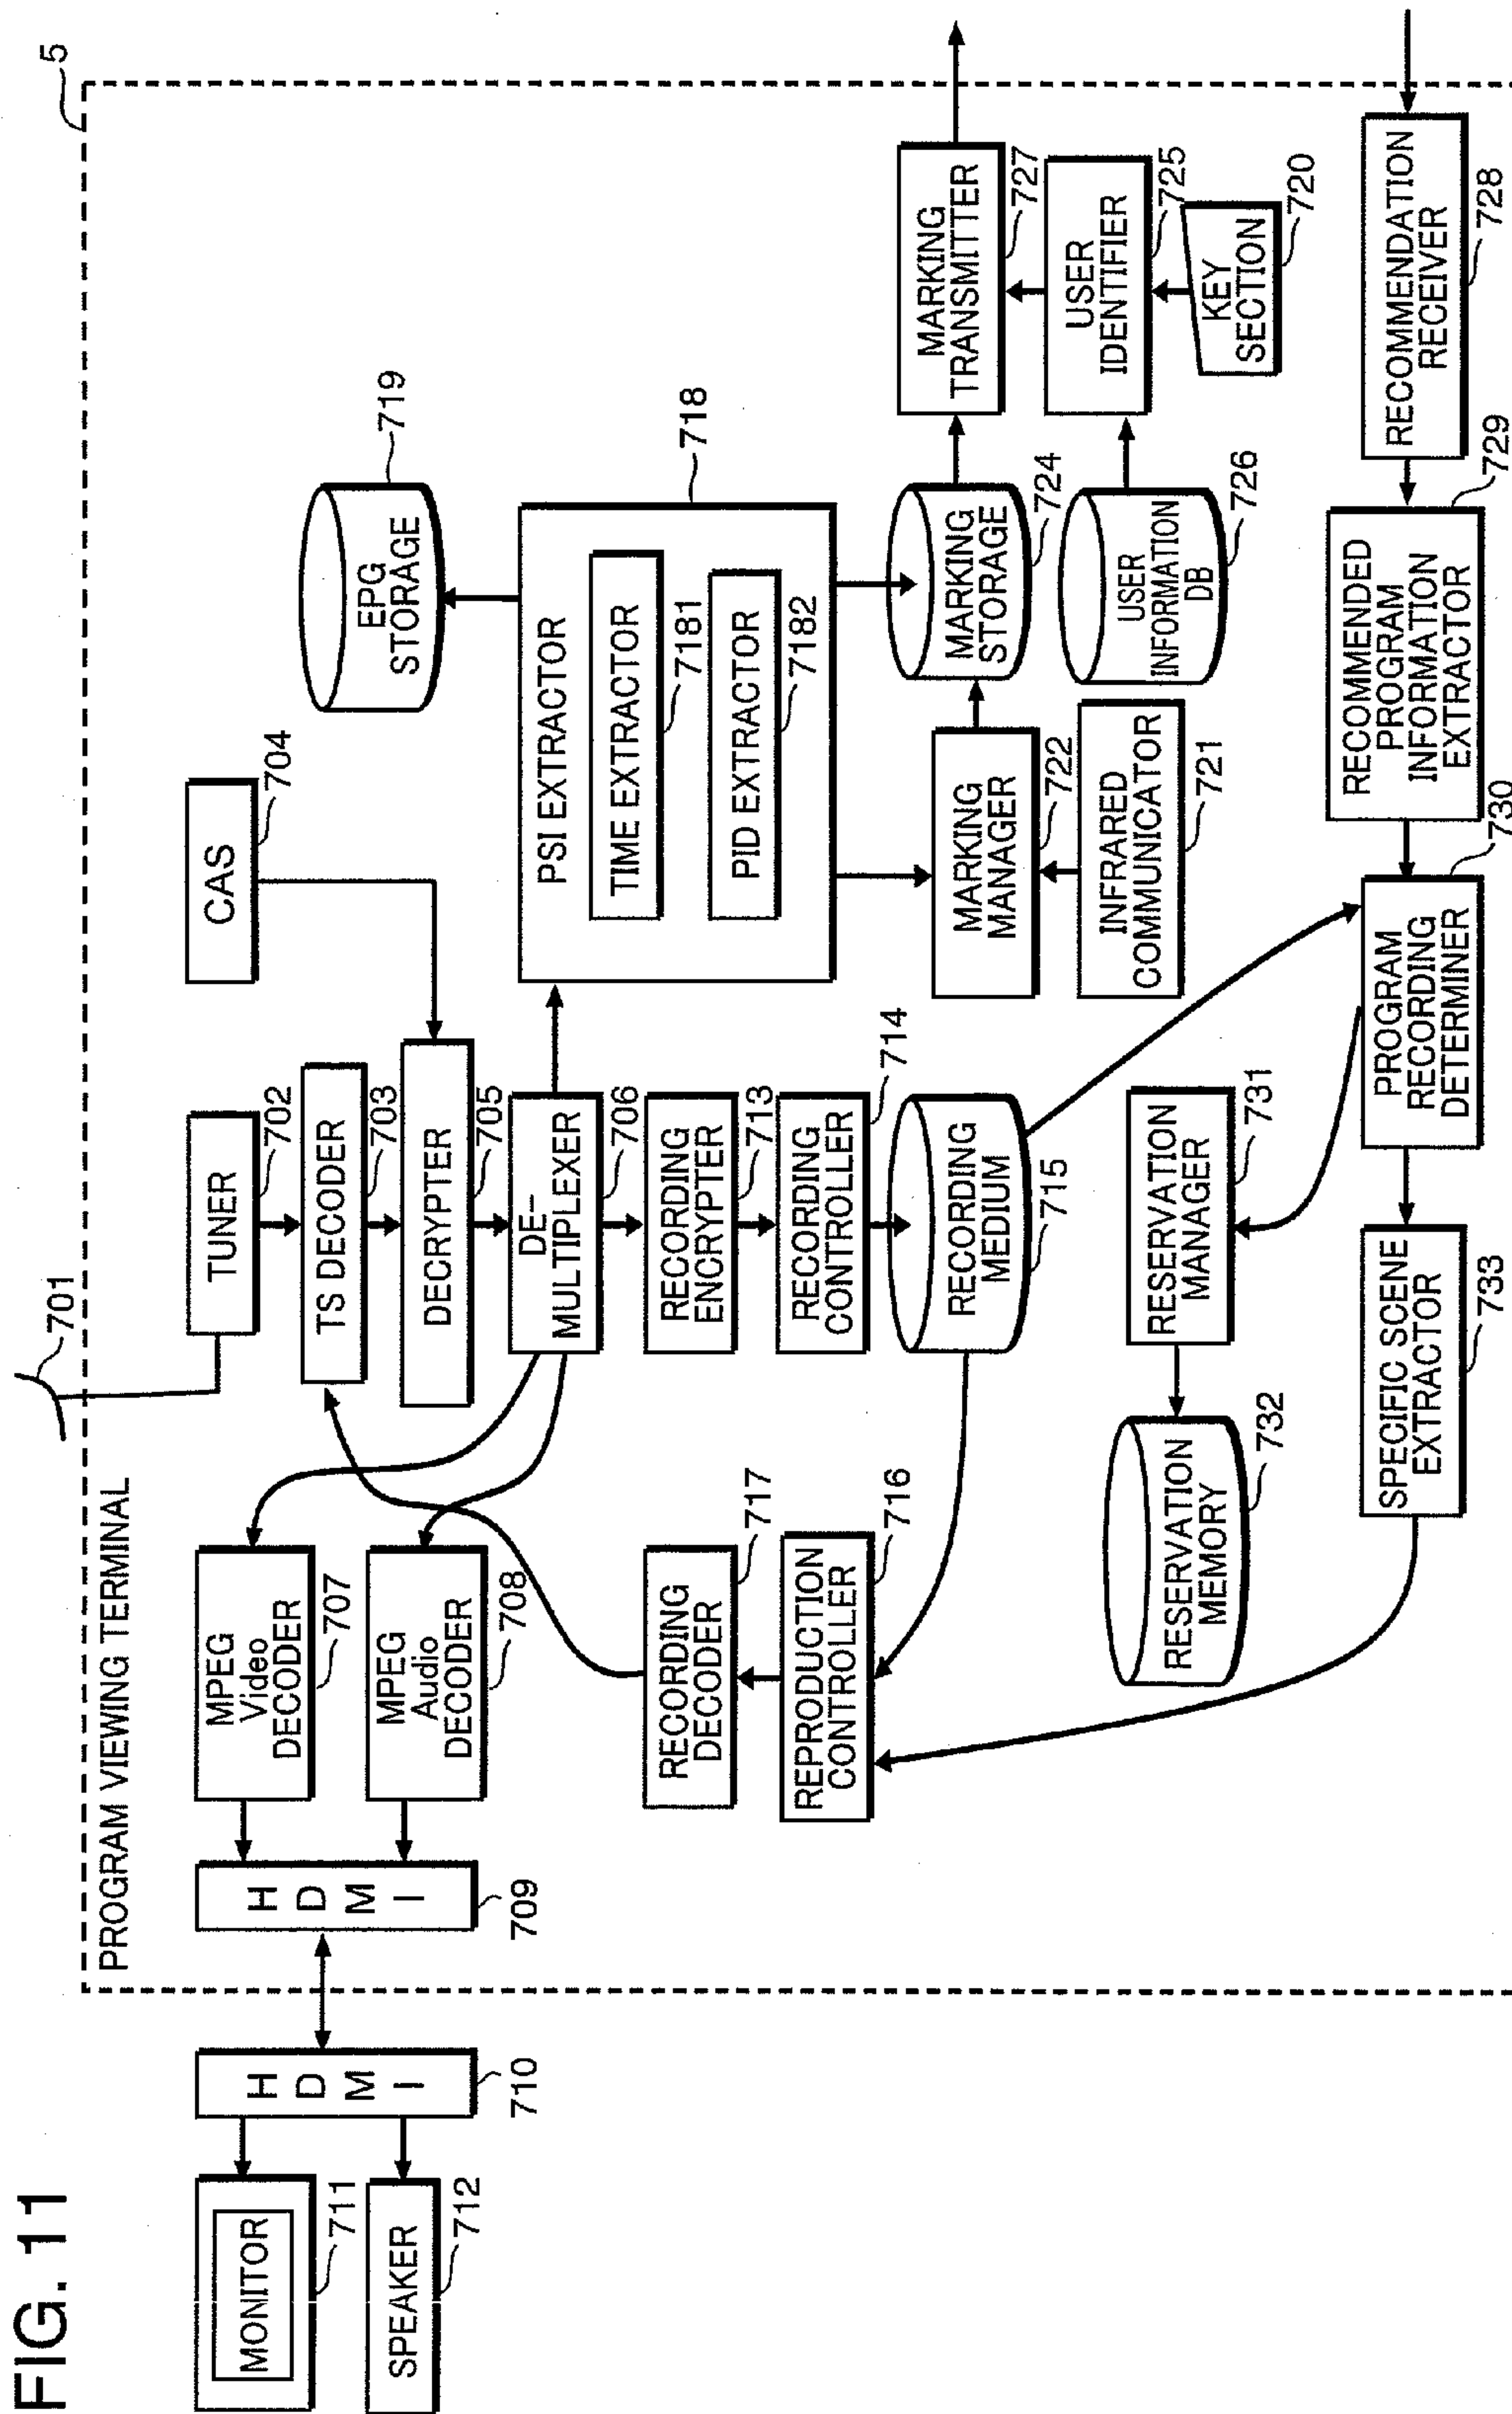 FIG. 11
PROGRAM VIEWING TERMINAL
5
701
TUNER
702
CAS
704
TS DECODER
703
DECRYPTER
705
DE-
MULTIPLEXER
706
MPEG
Video
DECODER
707
MPEG
Audio
DECODER
708
H
D
M
I
709
H
D
M
I
710
MONITOR
711
SPEAKER
712
RECORDING
ENCRYPTER
713
RECORDING
CONTROLLER
714
RECORDING
MEDIUM
715
REPRODUCTION
CONTROLLER
716
RECORDING
DECODER
717
EPG
STORAGE
719
PSI EXTRACTOR
718
TIME EXTRACTOR
7181
PID EXTRACTOR
7182
MARKING
MANAGER
722
INFRARED
COMMUNICATOR
721
MARKING
STORAGE
724
USER
INFORMATION
DB
726
MARKING
TRANSMITTER
727
USER
IDENTIFIER
725
KEY
SECTION
720
RECOMMENDATION
RECEIVER
728
RECOMMENDED
PROGRAM
INFORMATION
EXTRACTOR
729
PROGRAM
RECORDING
DETERMINER
730
RESERVATION
MANAGER
731
RESERVATION
MEMORY
732
SPECIFIC SCENE
EXTRACTOR
733